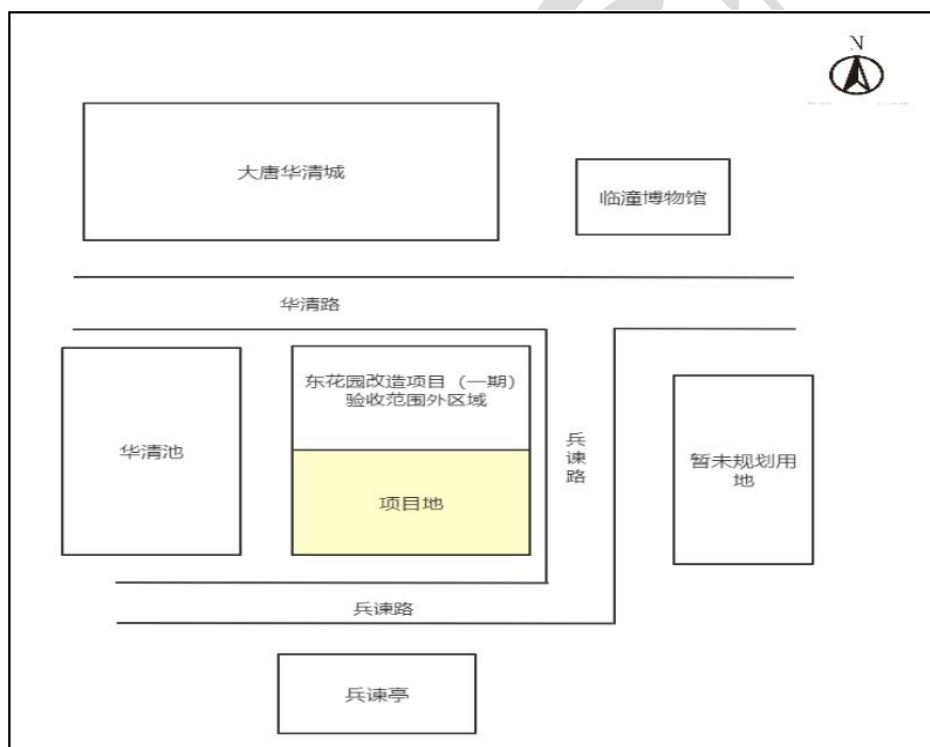 N
大唐华清城
临潼博物馆
华清路
东花园改造项目（一期）
验收范围外区域
华清池
兵谏路
暂未规划用
地
项目地
兵谏路
兵谏亭